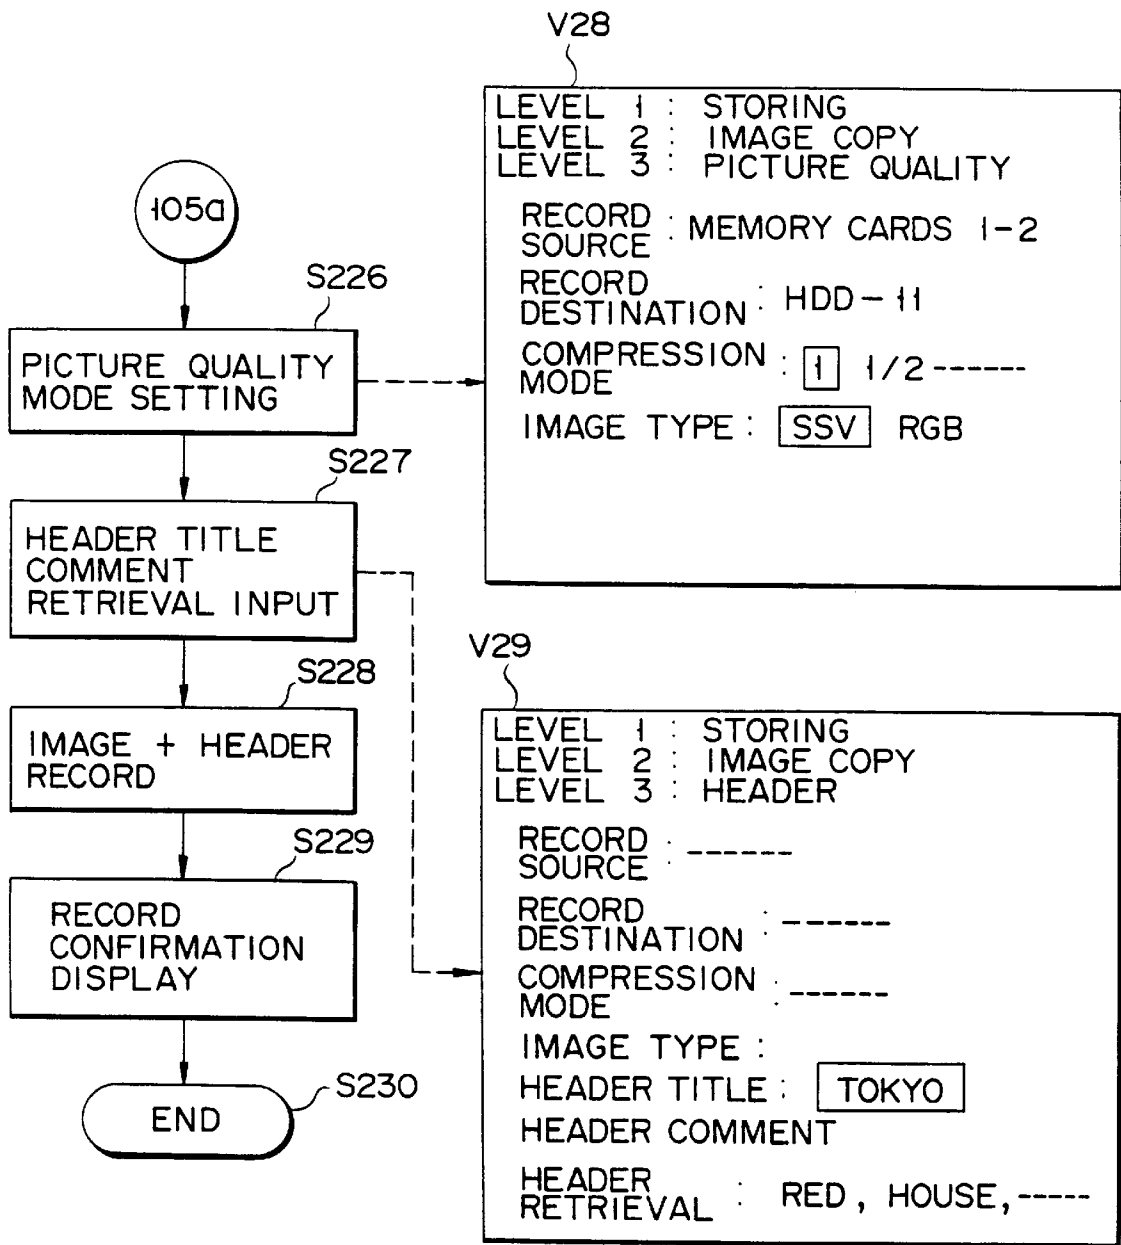 105a
S226
PICTURE QUALITY
MODE SETTING
S227
HEADER TITLE
COMMENT
RETRIEVAL INPUT
S228
IMAGE + HEADER
RECORD
S229
RECORD
CONFIRMATION
DISPLAY
S230
END
V28
LEVEL 1 : STORING
LEVEL 2 : IMAGE COPY
LEVEL 3 : PICTURE QUALITY
RECORD
SOURCE : MEMORY CARDS 1-2
RECORD
DESTINATION : HDD-11
COMPRESSION
MODE : 1 1/2 ------
IMAGE TYPE : SSV RGB
V29
LEVEL 1 : STORING
LEVEL 2 : IMAGE COPY
LEVEL 3 : HEADER
RECORD
SOURCE : ------
RECORD
DESTINATION : ------
COMPRESSION
MODE : ------
IMAGE TYPE :
HEADER TITLE : TOKYO
HEADER COMMENT
HEADER
RETRIEVAL : RED, HOUSE,-----